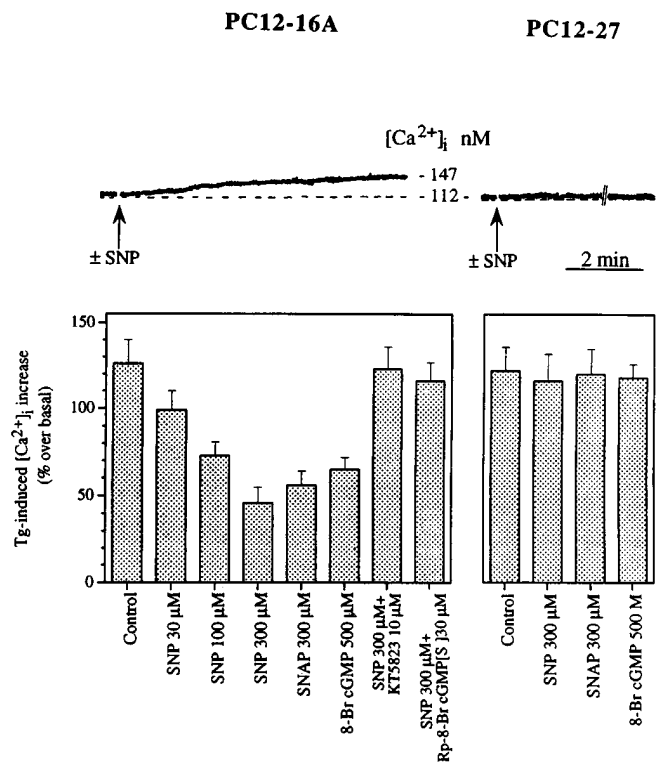 PC12-16A
PC12-27
[Ca2+]i nM
- 147
- 112
± SNP
± SNP
2 min
Tg-induced [Ca2+]i increase
(% over basal)
150
100
50
0
Control
SNP 30 µM
SNP 100 µM
SNP 300 µM
SNAP 300 µM
8-Br cGMP 500 µM
SNP 300 µM+
KT5823 10 µM
SNP 300 µM+
Rp-8-Br cGMP[S ]30 µM
Control
SNP 300 µM
SNAP 300 µM
8-Br cGMP 500 M